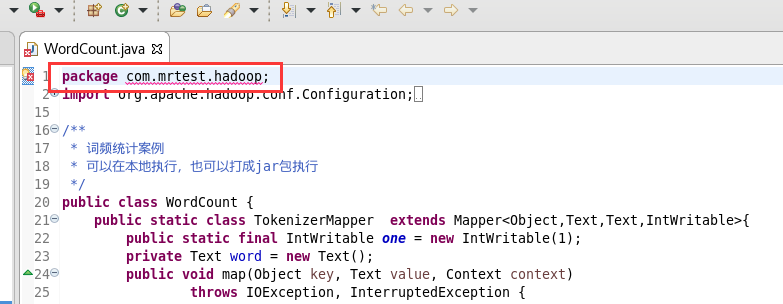 WordCount.java
1 package com.mrtest.hadoop;
2 import org.apache.hadoop.conf.Configuration;
15
16 /**
17 * 词频统计案例
18 * 可以在本地执行，也可以打成jar包执行
19 */
20 public class WordCount {
21 public static class TokenizerMapper extends Mapper<Object,Text,Text,IntWritable>{
22 public static final IntWritable one = new IntWritable(1);
23 private Text word = new Text();
24 public void map(Object key, Text value, Context context)
25 throws IOException, InterruptedException {